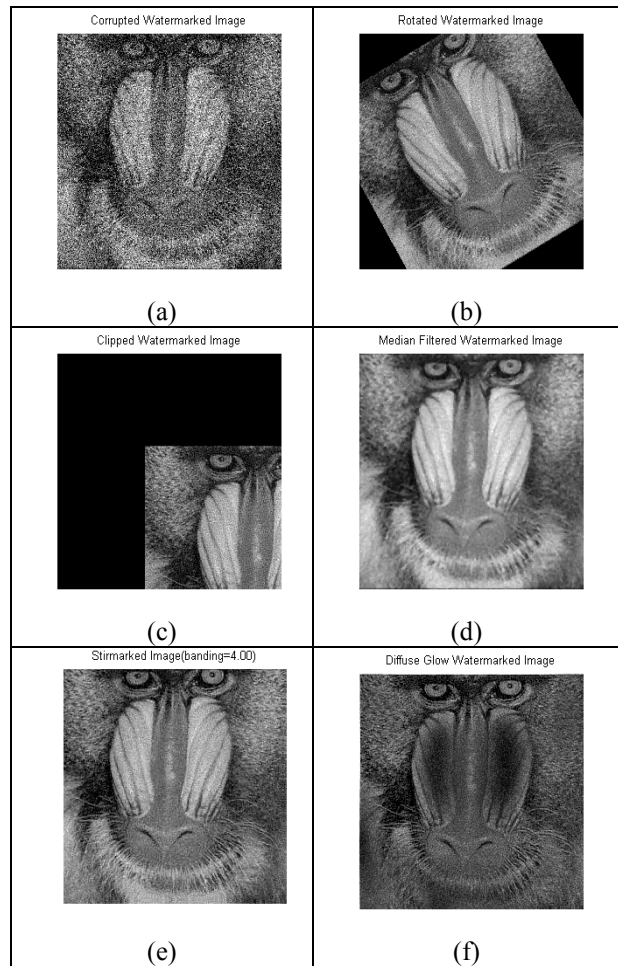 Corrupted Watermarked Image
Rotated Watermarked Image
(a)
(b)
Clipped Watermarked Image
Median Filtered Watermarked Image
(c)
(d)
Stirmarked Image(banding=4.00)
Diffuse Glow Watermarked Image
(e)
(f)